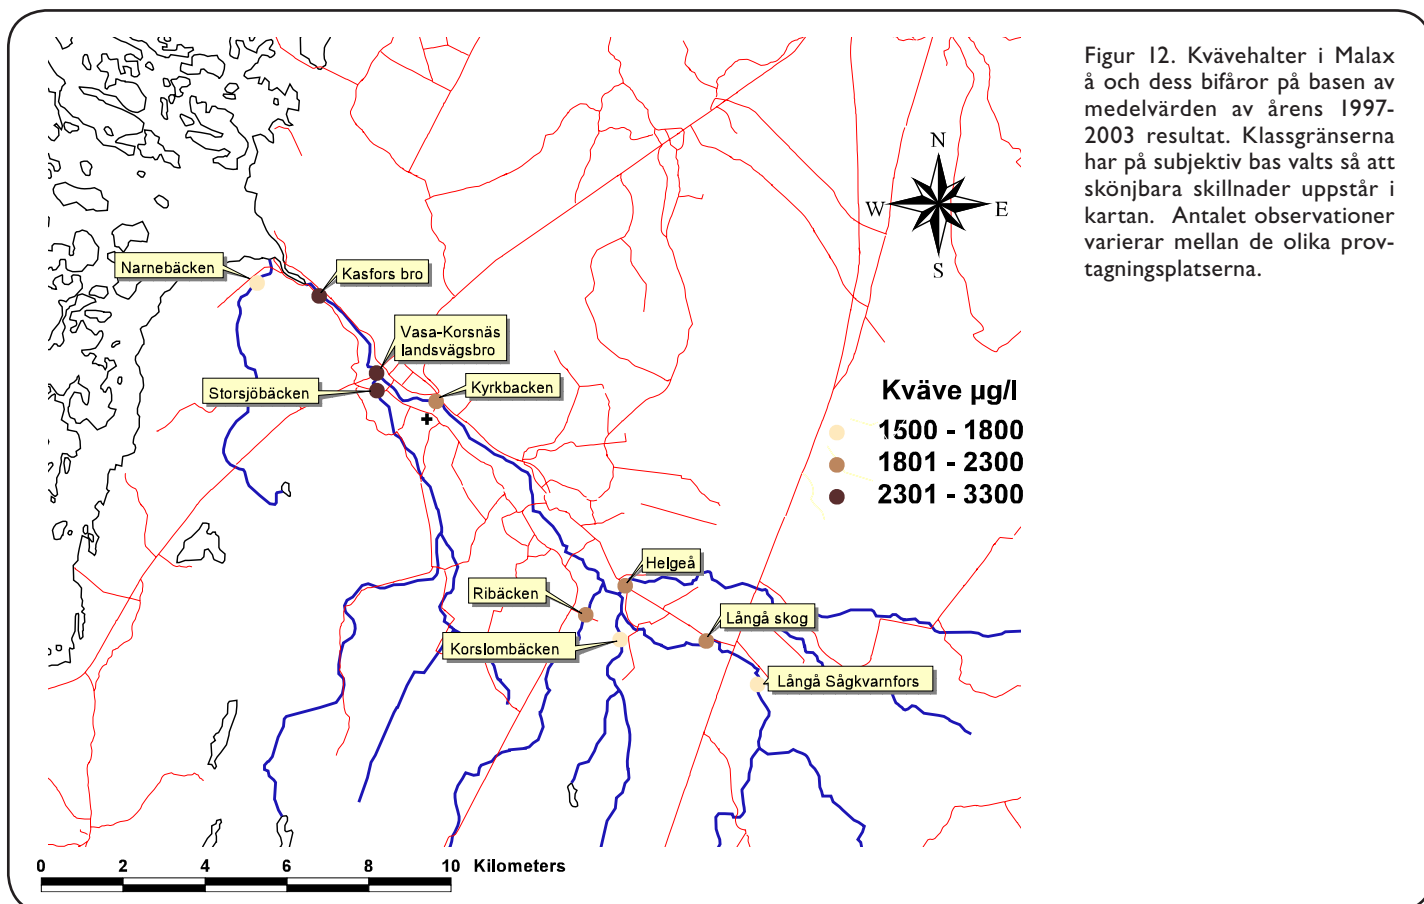 Figur 12. Kvävehalter i Malax
å och dess bifåror på basen av
medelvärden av årens 1997-
2003 resultat. Klassgränserna
har på subjektiv bas valts så att
skönjbara skillnader uppstår i
kartan. Antalet observationer
varierar mellan de olika prov-
tagningsplatserna.
N
W
E
S
Narnebäcken
Kasfors bro
Vasa-Korsnäs
landsvägsbro
Storsjöbäcken
Kyrkbacken
Kväve µg/l
1500 - 1800
1801 - 2300
2301 - 3300
Helgeå
Ribäcken
Långå skog
Korslombäcken
Långå Sågkvarnfors
0 2 4 6 8 10 Kilometers